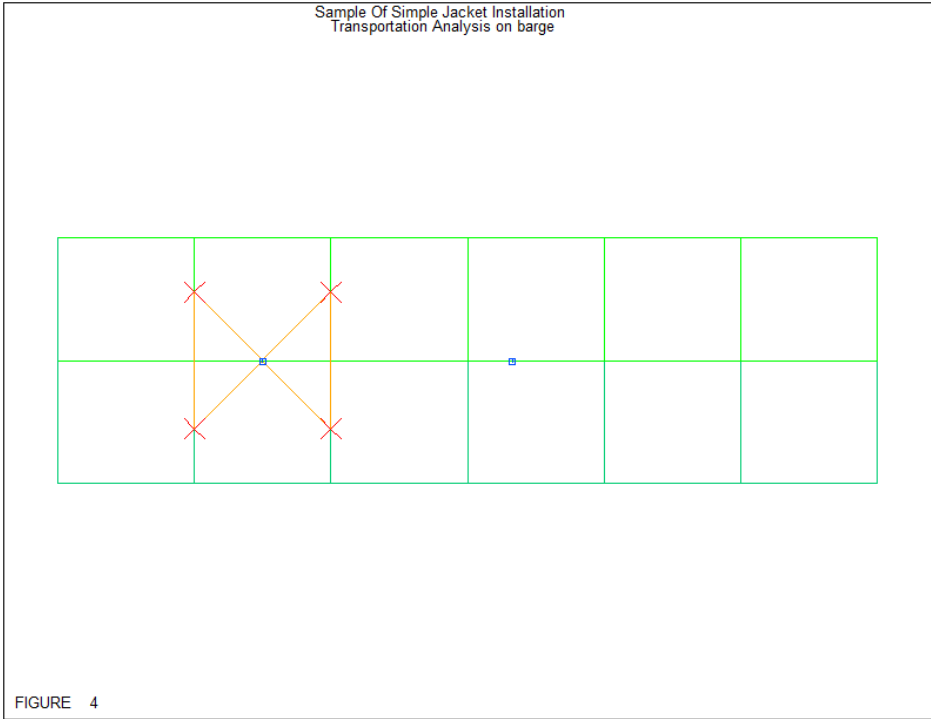 Sample Of Simple Jacket Installation
Transportation Analysis on barge
FIGURE 4